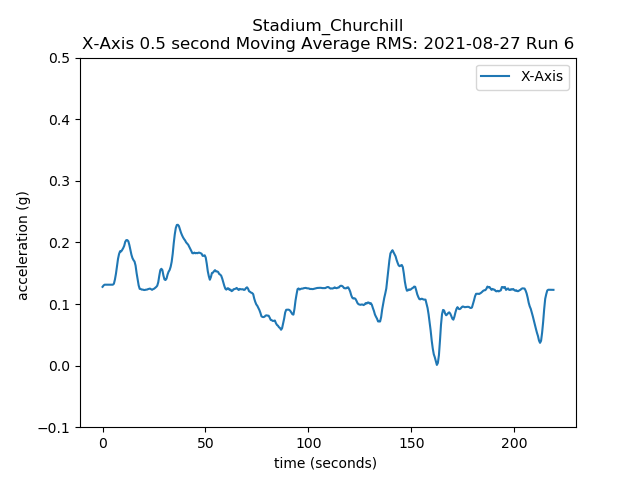 Stadium_Churchill
X-Axis 0.5 second Moving Average RMS: 2021-08-27 Run 6
X-Axis
acceleration (g)
0.5
0.4
0.3
0.2
0.1
0.0
−0.1
0 50 100 150 200
time (seconds)